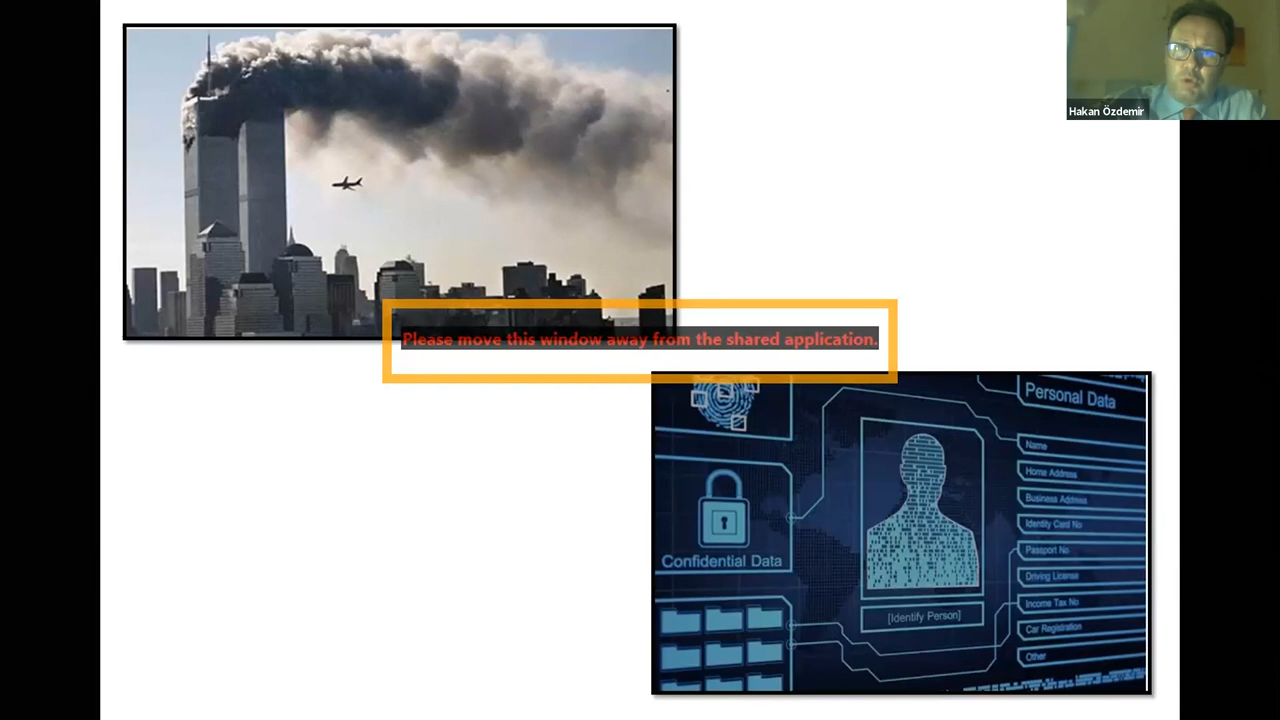 Hakan Özdemir
Please move this window away from the shared application.
Personal Data
Name
Home Address
Business Address
Identity Card No
Passport No
Driving License
Income Tax No
Car Registration
Other
Confidential Data
[Identify Person]